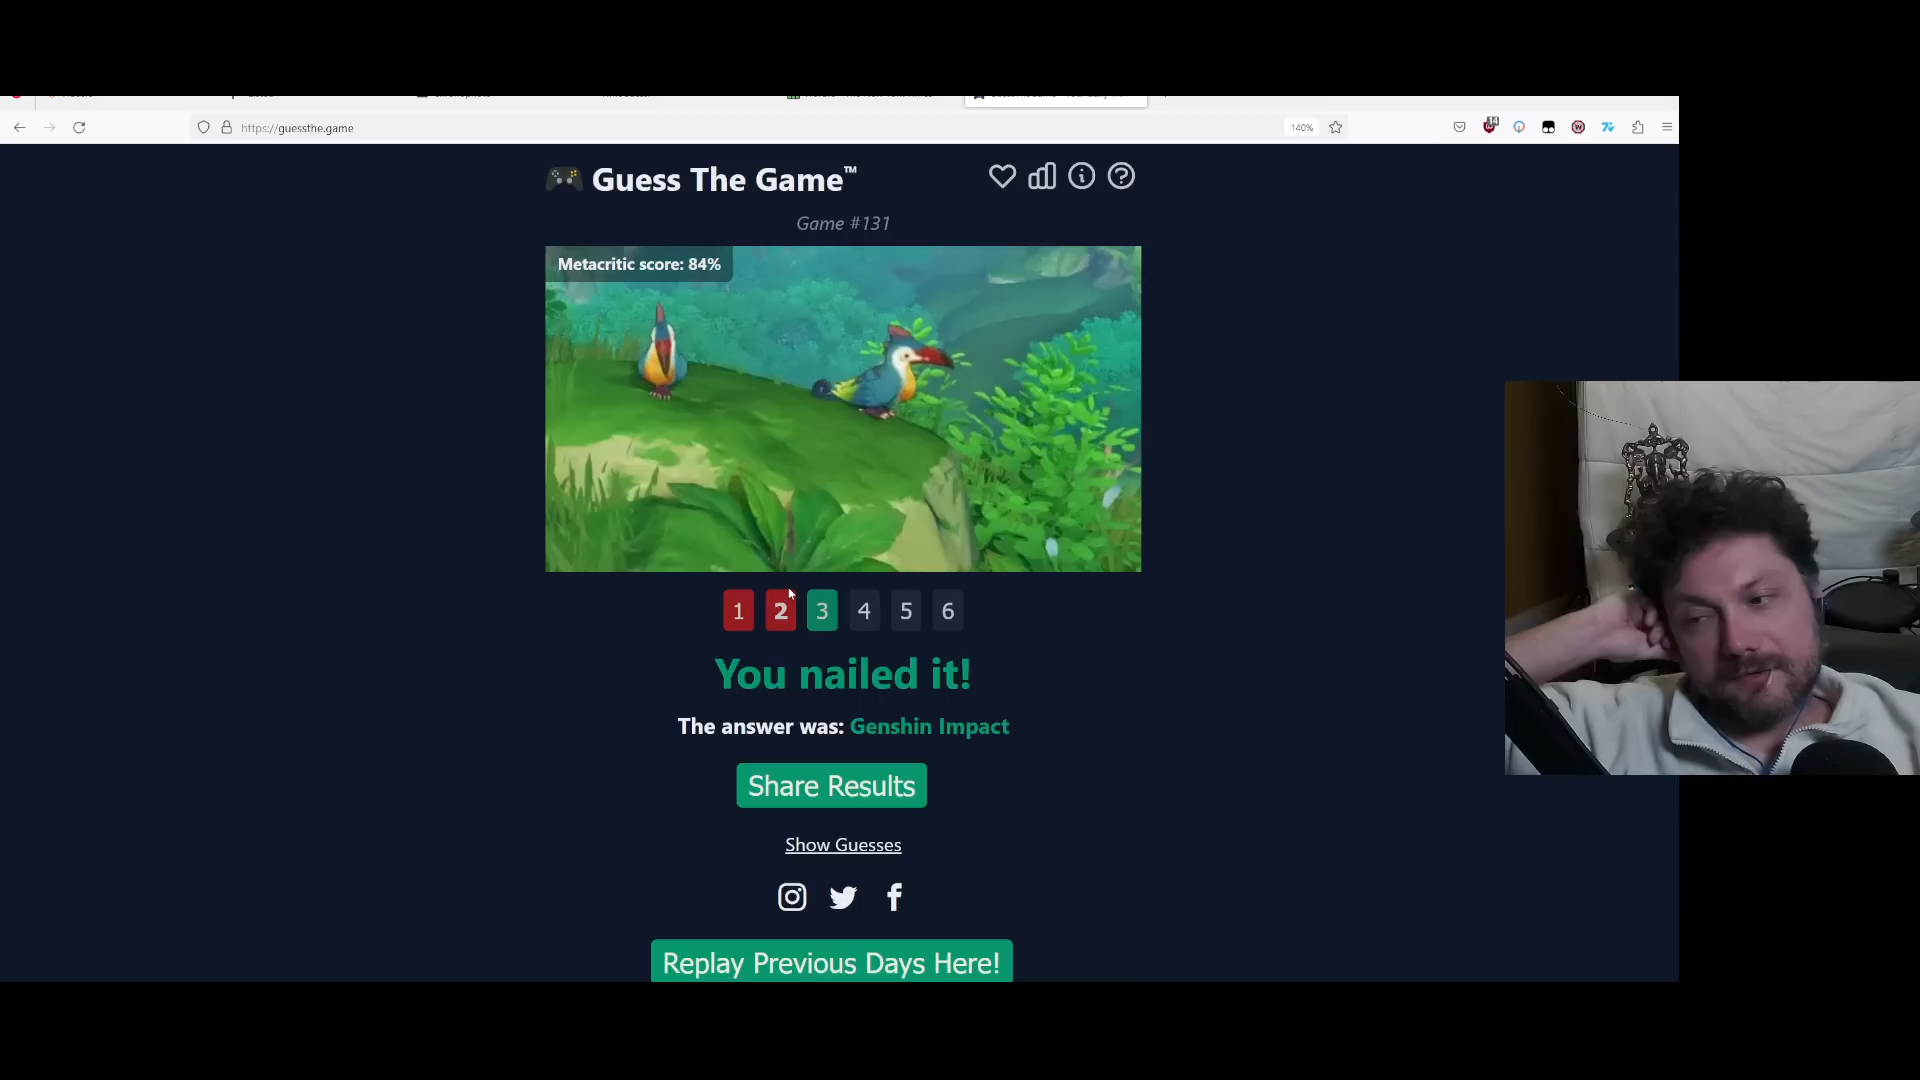 https://guessthe.game
140%
14
Guess The Game™
Game #131
Metacritic score: 84%
1 2 3 4 5 6
You nailed it!
The answer was: Genshin Impact
Share Results
Show Guesses
Replay Previous Days Here!